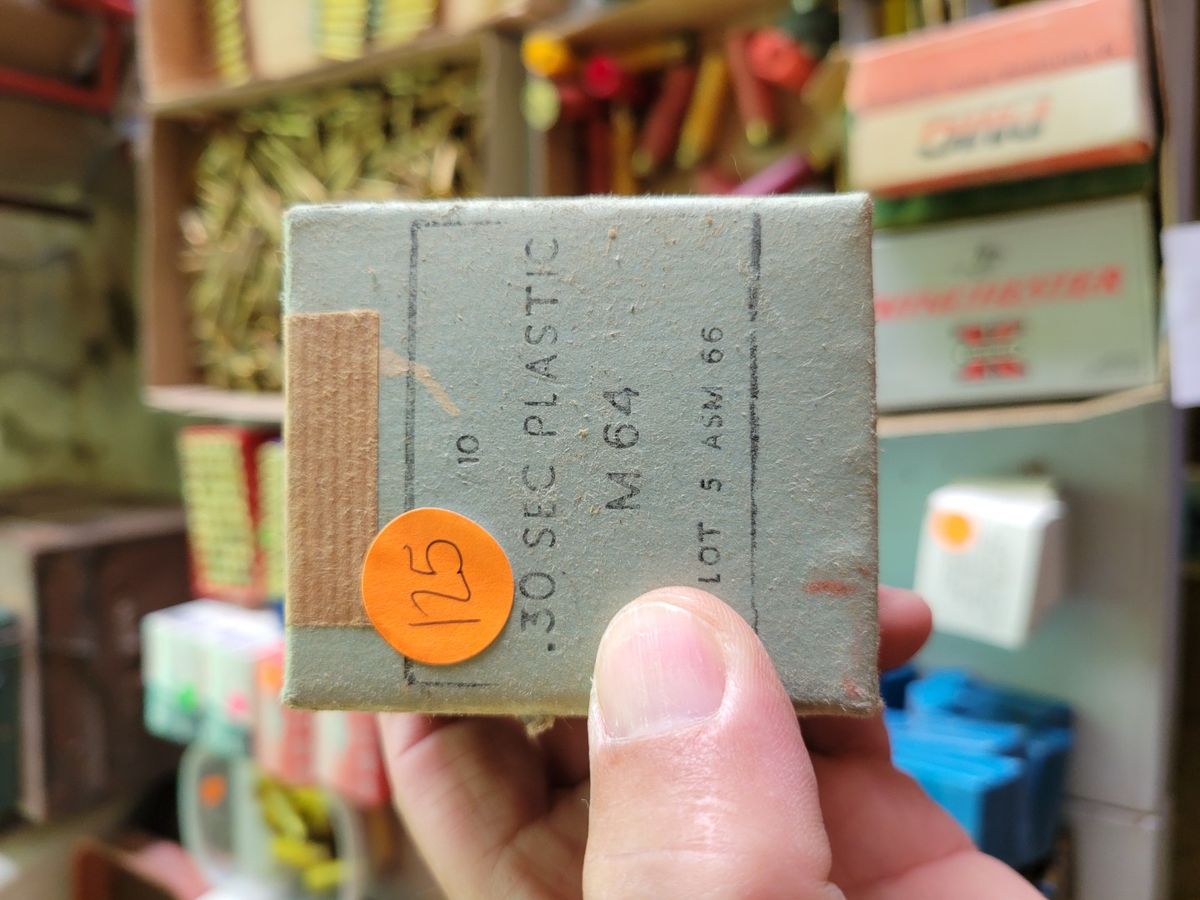 10
.30 SEC PLASTIC
M 64
LOT 5 ASM 66
125
WINCHESTER